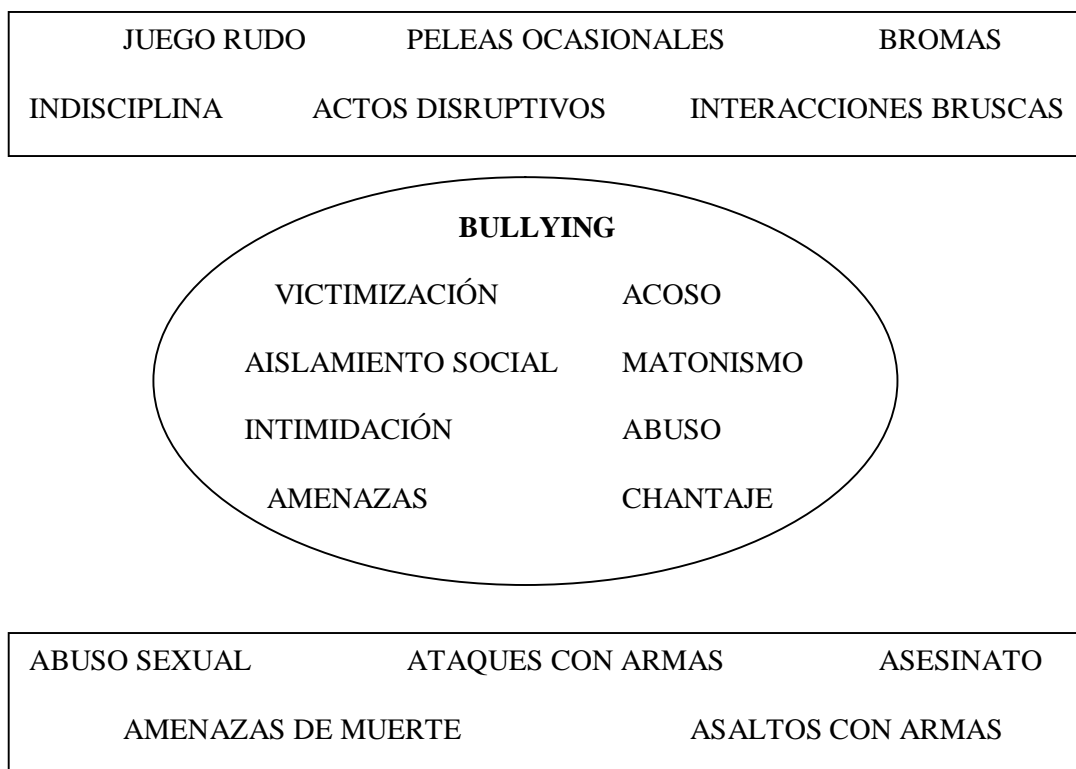 JUEGO RUDO PELEAS OCASIONALES BROMAS
INDISCIPLINA ACTOS DISRUPTIVOS INTERACCIONES BRUSCAS
BULLYING
VICTIMIZACIÓN ACOSO
AISLAMIENTO SOCIAL MATONISMO
INTIMIDACIÓN ABUSO
AMENAZAS CHANTAJE
ABUSO SEXUAL ATAQUES CON ARMAS ASESINATO
AMENAZAS DE MUERTE ASALTOS CON ARMAS